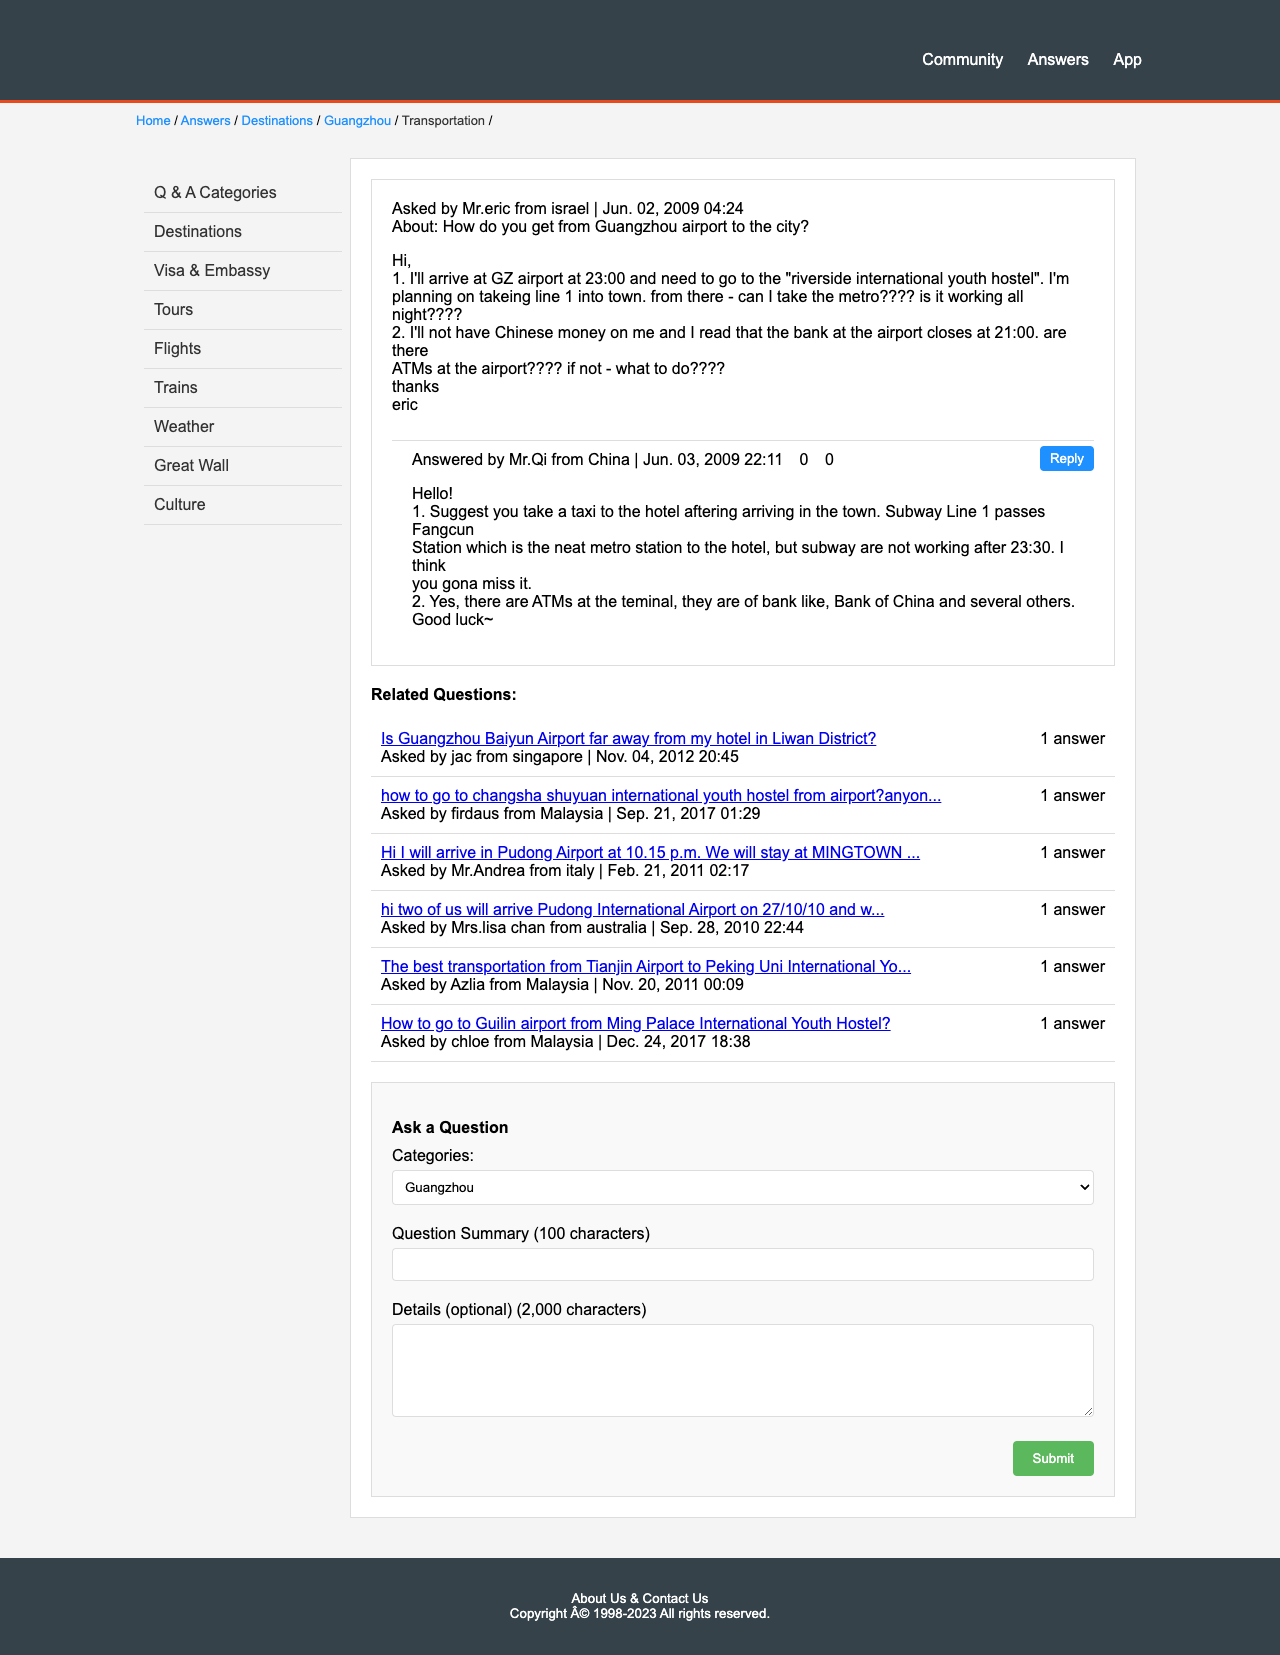 Community Answers App
Home / Answers / Destinations / Guangzhou / Transportation /
Q & A Categories
Destinations
Visa & Embassy
Tours
Flights
Trains
Weather
Great Wall
Culture
Asked by Mr.eric from israel | Jun. 02, 2009 04:24
About: How do you get from Guangzhou airport to the city?
Hi,
1. I'll arrive at GZ airport at 23:00 and need to go to the "riverside international youth hostel". I'm
planning on takeing line 1 into town. from there - can I take the metro???? is it working all
night????
2. I'll not have Chinese money on me and I read that the bank at the airport closes at 21:00. are
there
ATMs at the airport???? if not - what to do????
thanks
eric
Answered by Mr.Qi from China | Jun. 03, 2009 22:11 0 0 Reply
Hello!
1. Suggest you take a taxi to the hotel aftering arriving in the town. Subway Line 1 passes
Fangcun
Station which is the neat metro station to the hotel, but subway are not working after 23:30. I
think
you gona miss it.
2. Yes, there are ATMs at the teminal, they are of bank like, Bank of China and several others.
Good luck~
Related Questions:
Is Guangzhou Baiyun Airport far away from my hotel in Liwan District? 1 answer
Asked by jac from singapore | Nov. 04, 2012 20:45
how to go to changsha shuyuan international youth hostel from airport?anyon... 1 answer
Asked by firdaus from Malaysia | Sep. 21, 2017 01:29
Hi I will arrive in Pudong Airport at 10.15 p.m. We will stay at MINGTOWN ... 1 answer
Asked by Mr.Andrea from italy | Feb. 21, 2011 02:17
hi two of us will arrive Pudong International Airport on 27/10/10 and w... 1 answer
Asked by Mrs.lisa chan from australia | Sep. 28, 2010 22:44
The best transportation from Tianjin Airport to Peking Uni International Yo... 1 answer
Asked by Azlia from Malaysia | Nov. 20, 2011 00:09
How to go to Guilin airport from Ming Palace International Youth Hostel? 1 answer
Asked by chloe from Malaysia | Dec. 24, 2017 18:38
Ask a Question
Categories:
Guangzhou
Question Summary (100 characters)
Details (optional) (2,000 characters)
Submit
About Us & Contact Us
Copyright Â© 1998-2023 All rights reserved.